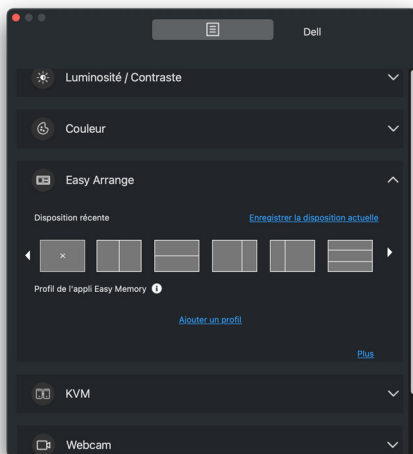 Dell
Luminosité / Contraste
Couleur
Easy Arrange
Disposition récente
Enregistrer la disposition actuelle
Profil de l'appli Easy Memory
Ajouter un profil
Plus
KVM
Webcam